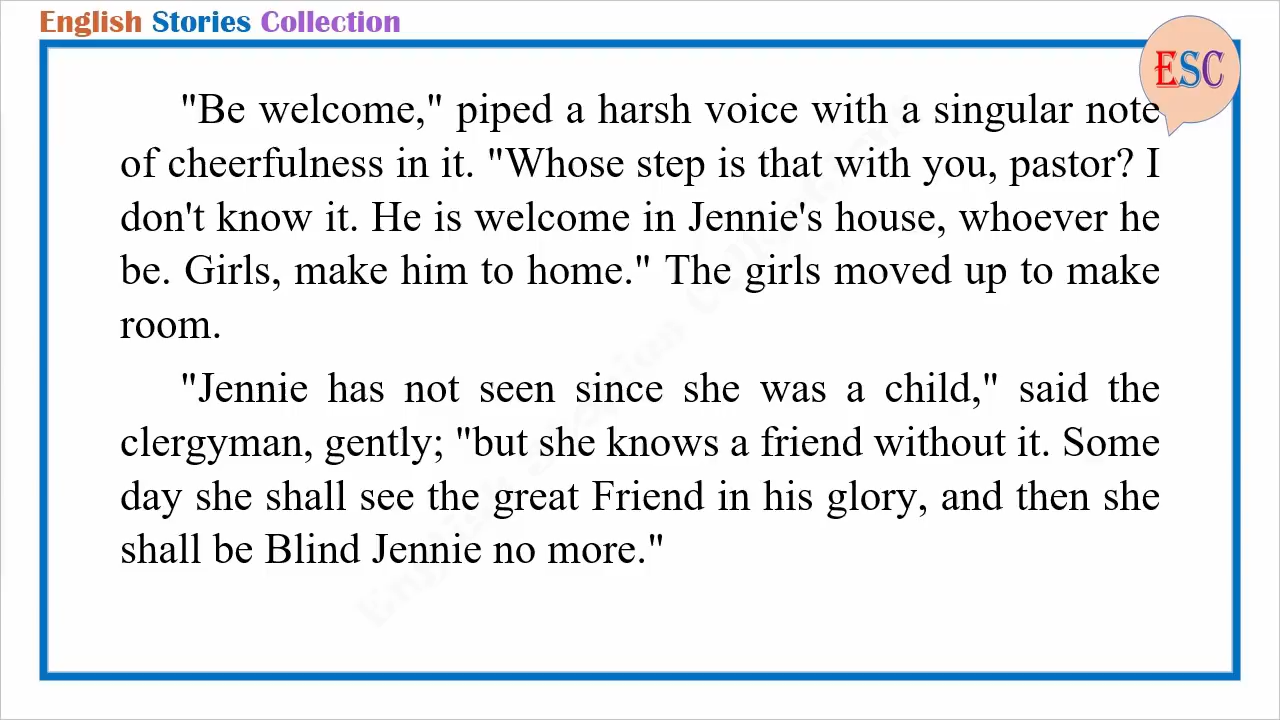 English Stories Collection
ESC
"Be welcome," piped a harsh voice with a singular note
of cheerfulness in it. "Whose step is that with you, pastor? I
don't know it. He is welcome in Jennie's house, whoever he
be. Girls, make him to home." The girls moved up to make
room.
"Jennie has not seen since she was a child," said the
clergyman, gently; "but she knows a friend without it. Some
day she shall see the great Friend in his glory, and then she
shall be Blind Jennie no more."